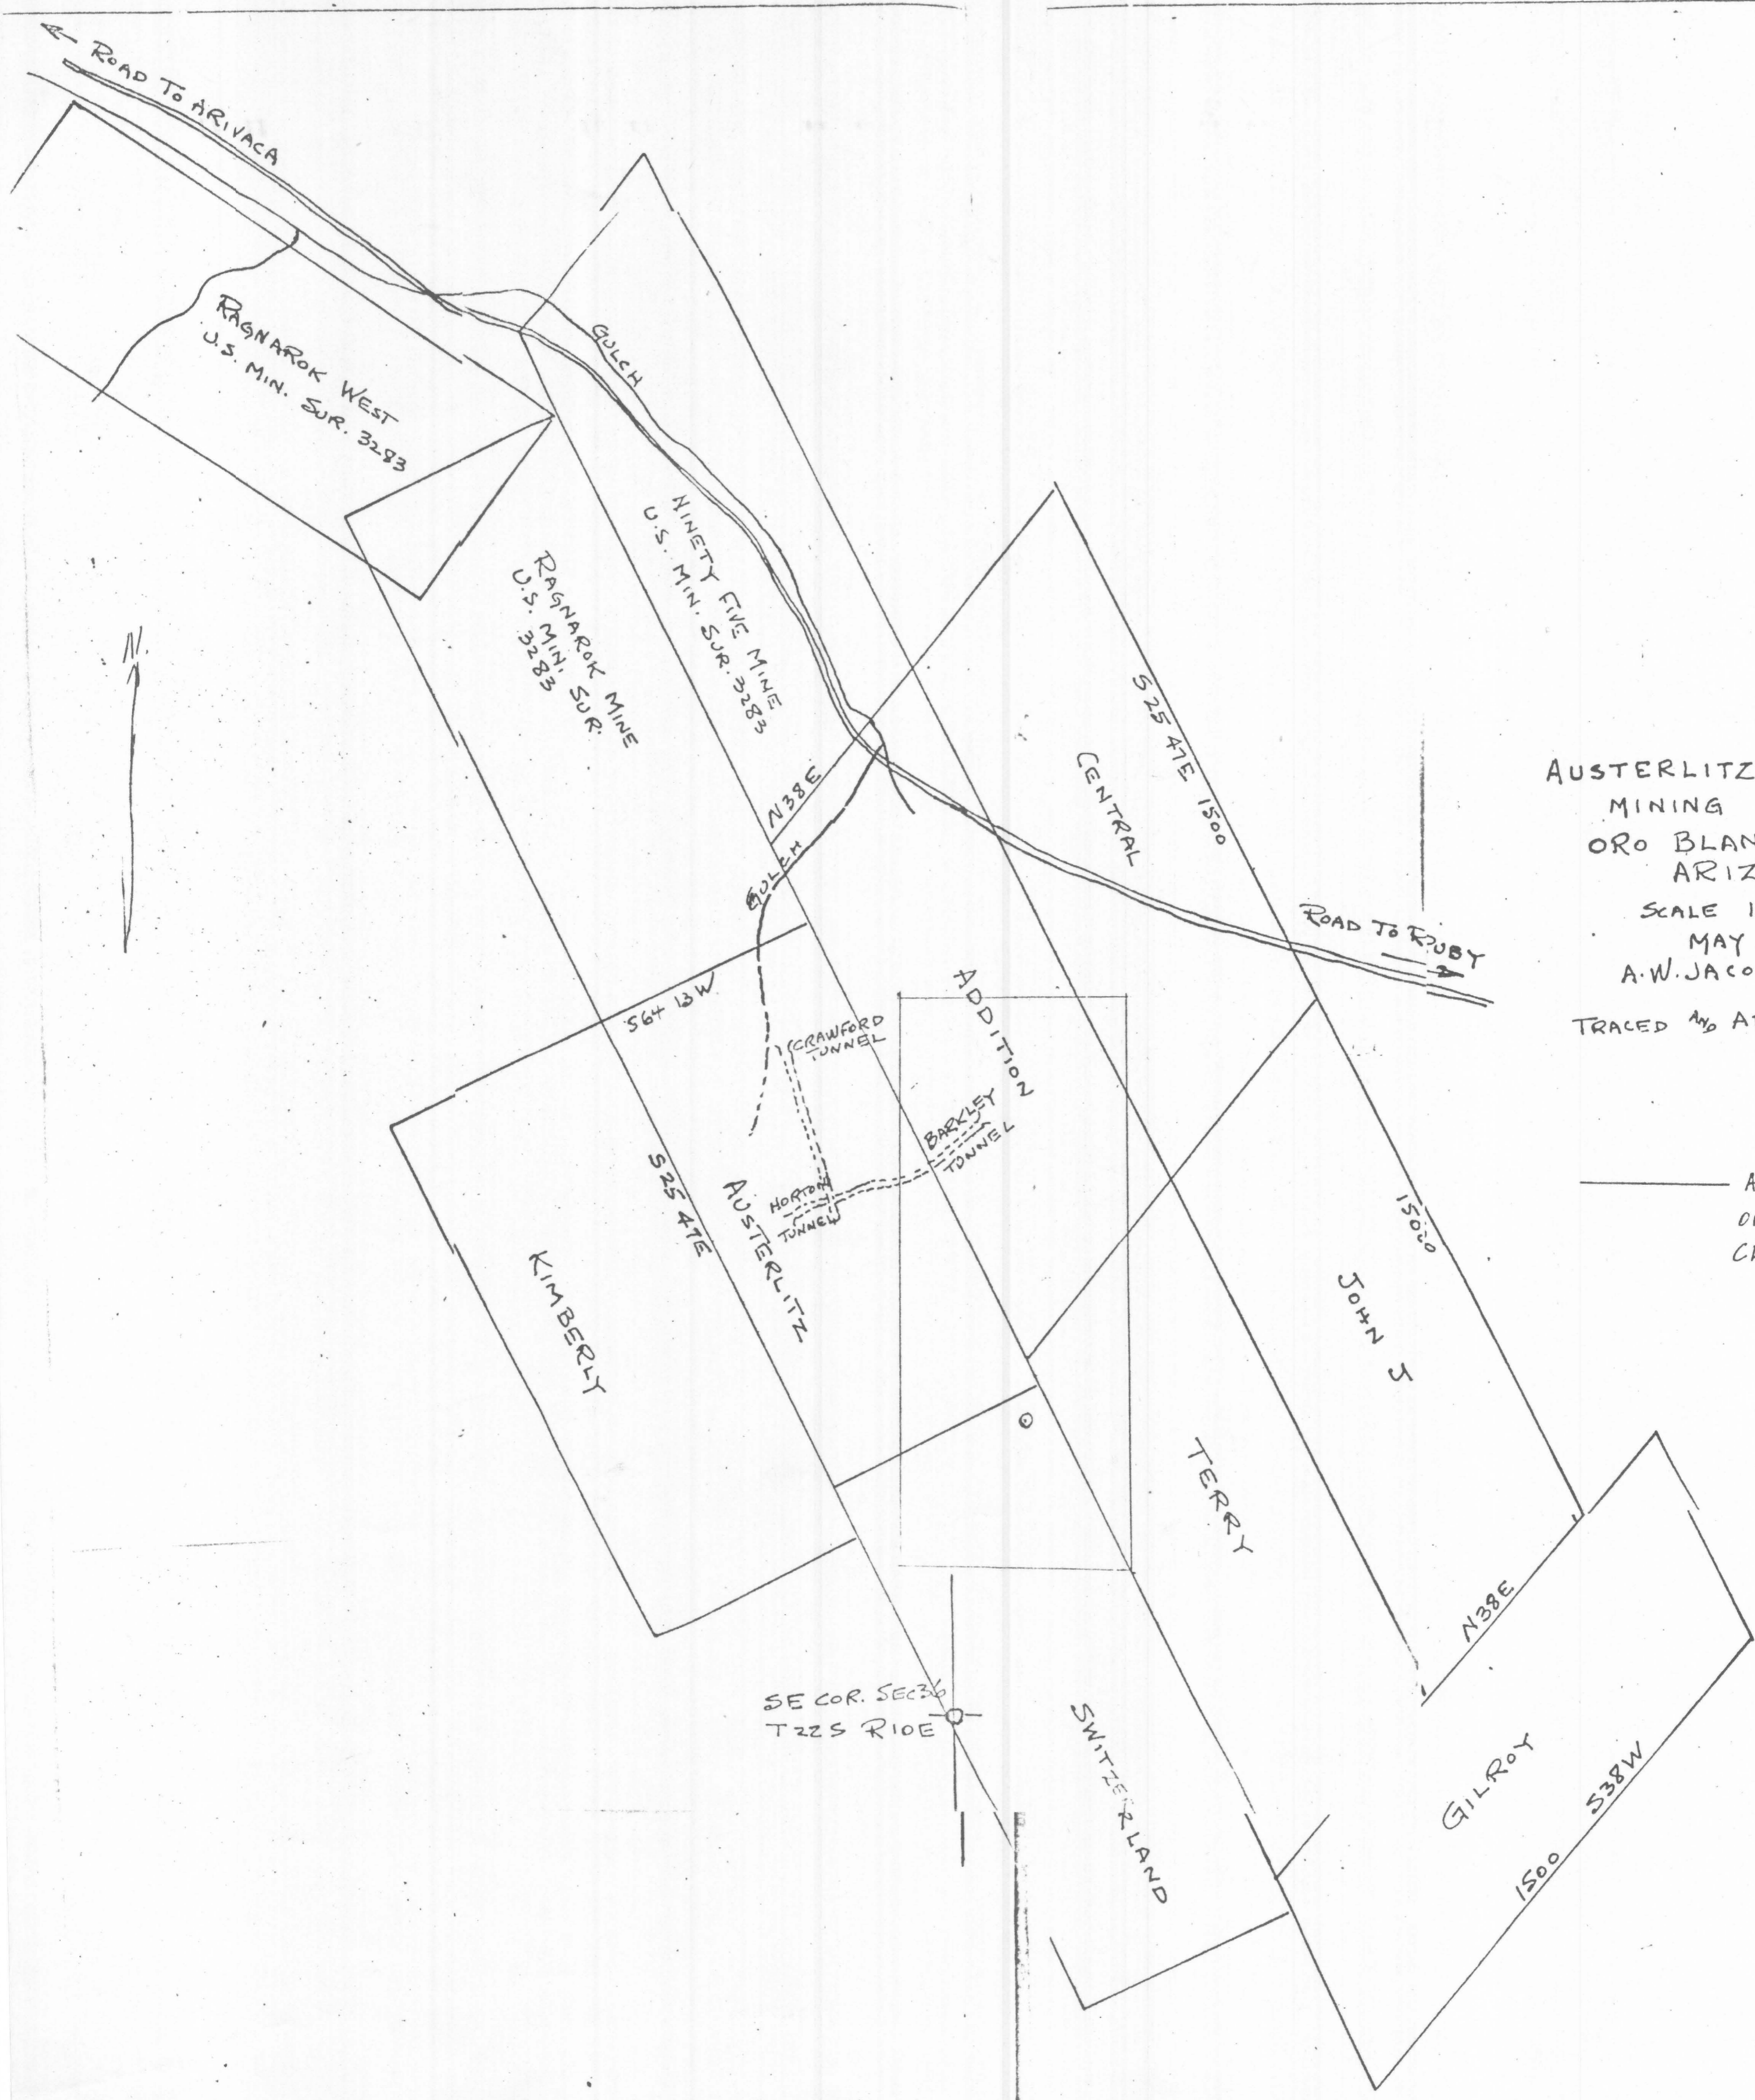 ← ROAD TO ARIVACA
RAGNAROK WEST
U.S. MIN. SUR. 3283
GULCH
NINETY FIVE MINE
U.S. MIN. SUR. 3283
RAGNAROK MINE
U.S. MIN. SUR.
3283
N.
N38E
GULCH
S 25 47E 1500
CENTRAL
AUSTERLITZ
MINING
ORO BLAN
ARIZ
SCALE 1
MAY
A.W. JACO
TRACED AND A
ROAD TO RUBY
S64 13W
CRAWFORD
TUNNEL
ADDITION
BARKLEY
TUNNEL
HORTON
TUNNEL
S25 47E
AUSTERLITZ
KIMBERLY
1500
JOHN J
A
CA
TERRY
N38E
SE COR. SEC 36
T 22 S R10E
SWITZERLAND
GILROY
S38W
1500